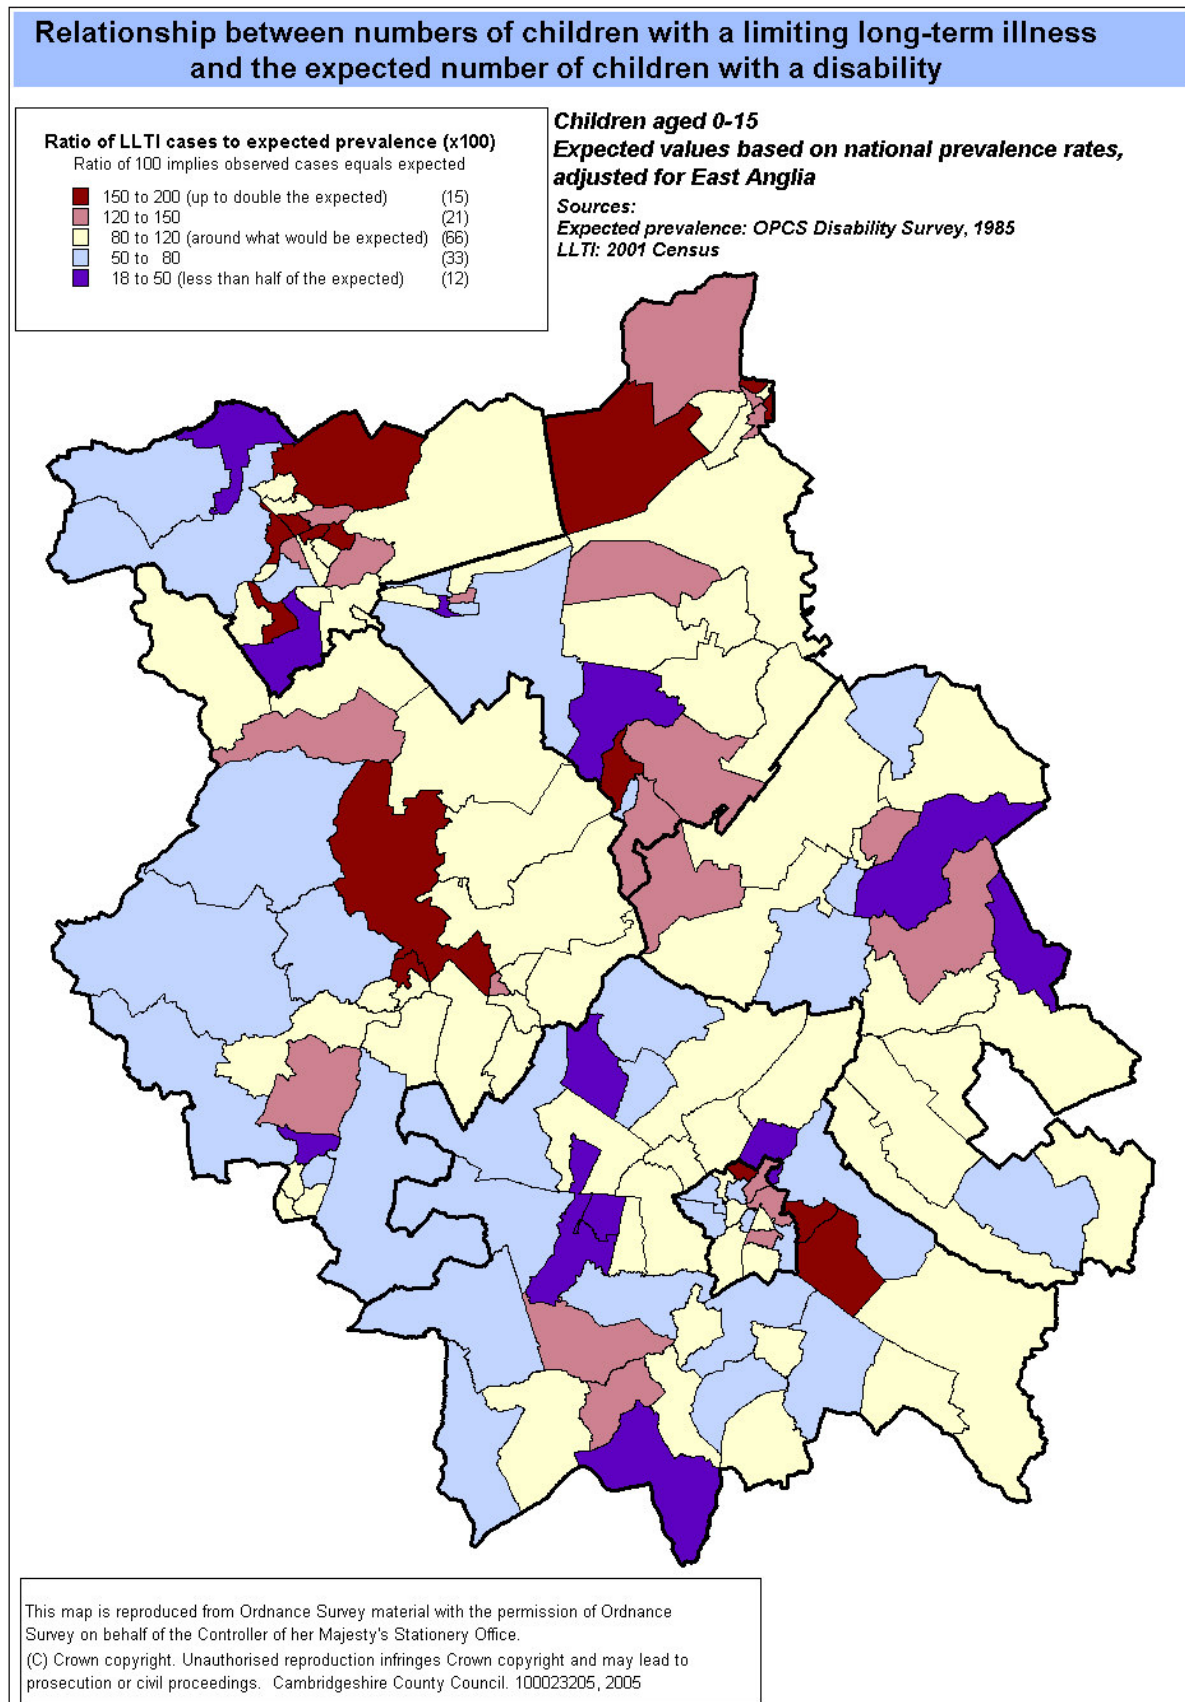 Relationship between numbers of children with a limiting long-term illness
and the expected number of children with a disability
Ratio of LLTI cases to expected prevalence (x100)
Ratio of 100 implies observed cases equals expected
150 to 200 (up to double the expected) (15)
120 to 150 (21)
80 to 120 (around what would be expected) (66)
50 to 80 (33)
18 to 50 (less than half of the expected) (12)
Children aged 0-15
Expected values based on national prevalence rates,
adjusted for East Anglia
Sources:
Expected prevalence: OPCS Disability Survey, 1985
LLTI: 2001 Census
This map is reproduced from Ordnance Survey material with the permission of Ordnance
Survey on behalf of the Controller of her Majesty's Stationery Office.
(C) Crown copyright. Unauthorised reproduction infringes Crown copyright and may lead to
prosecution or civil proceedings. Cambridgeshire County Council. 100023205, 2005